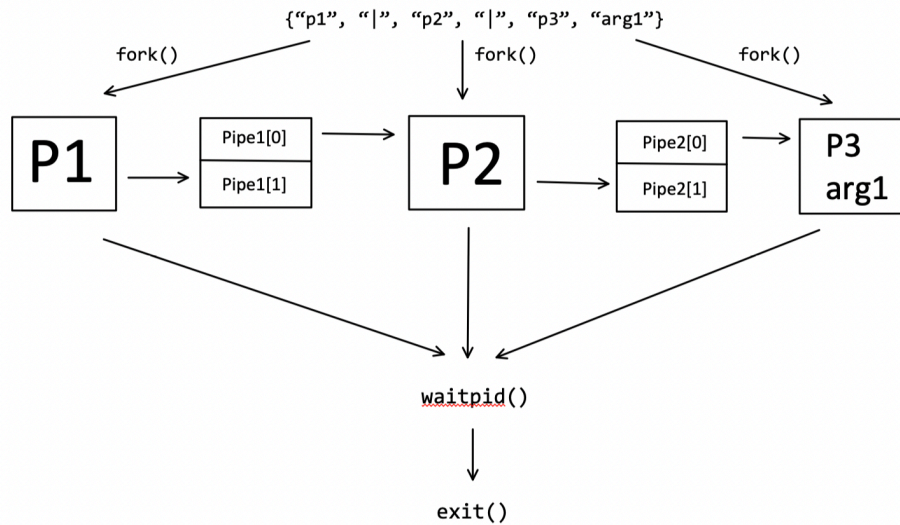 {“p1”, “|”, “p2”, “|”, “p3”, “arg1”}
fork()
fork()
fork()
P1
Pipe1[0]
Pipe1[1]
P2
Pipe2[0]
Pipe2[1]
P3
arg1
waitpid()
exit()